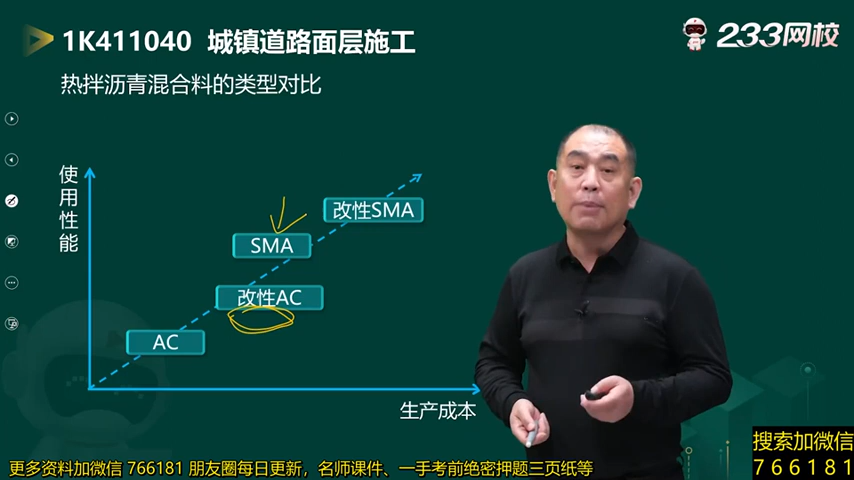 1K411040 城镇道路面层施工
233网校
热拌沥青混合料的类型对比
使用性能
改性SMA
SMA
改性AC
AC
生产成本
搜索加微信
766181
更多资料加微信 766181 朋友圈每日更新，名师课件、一手考前绝密押题三页纸等